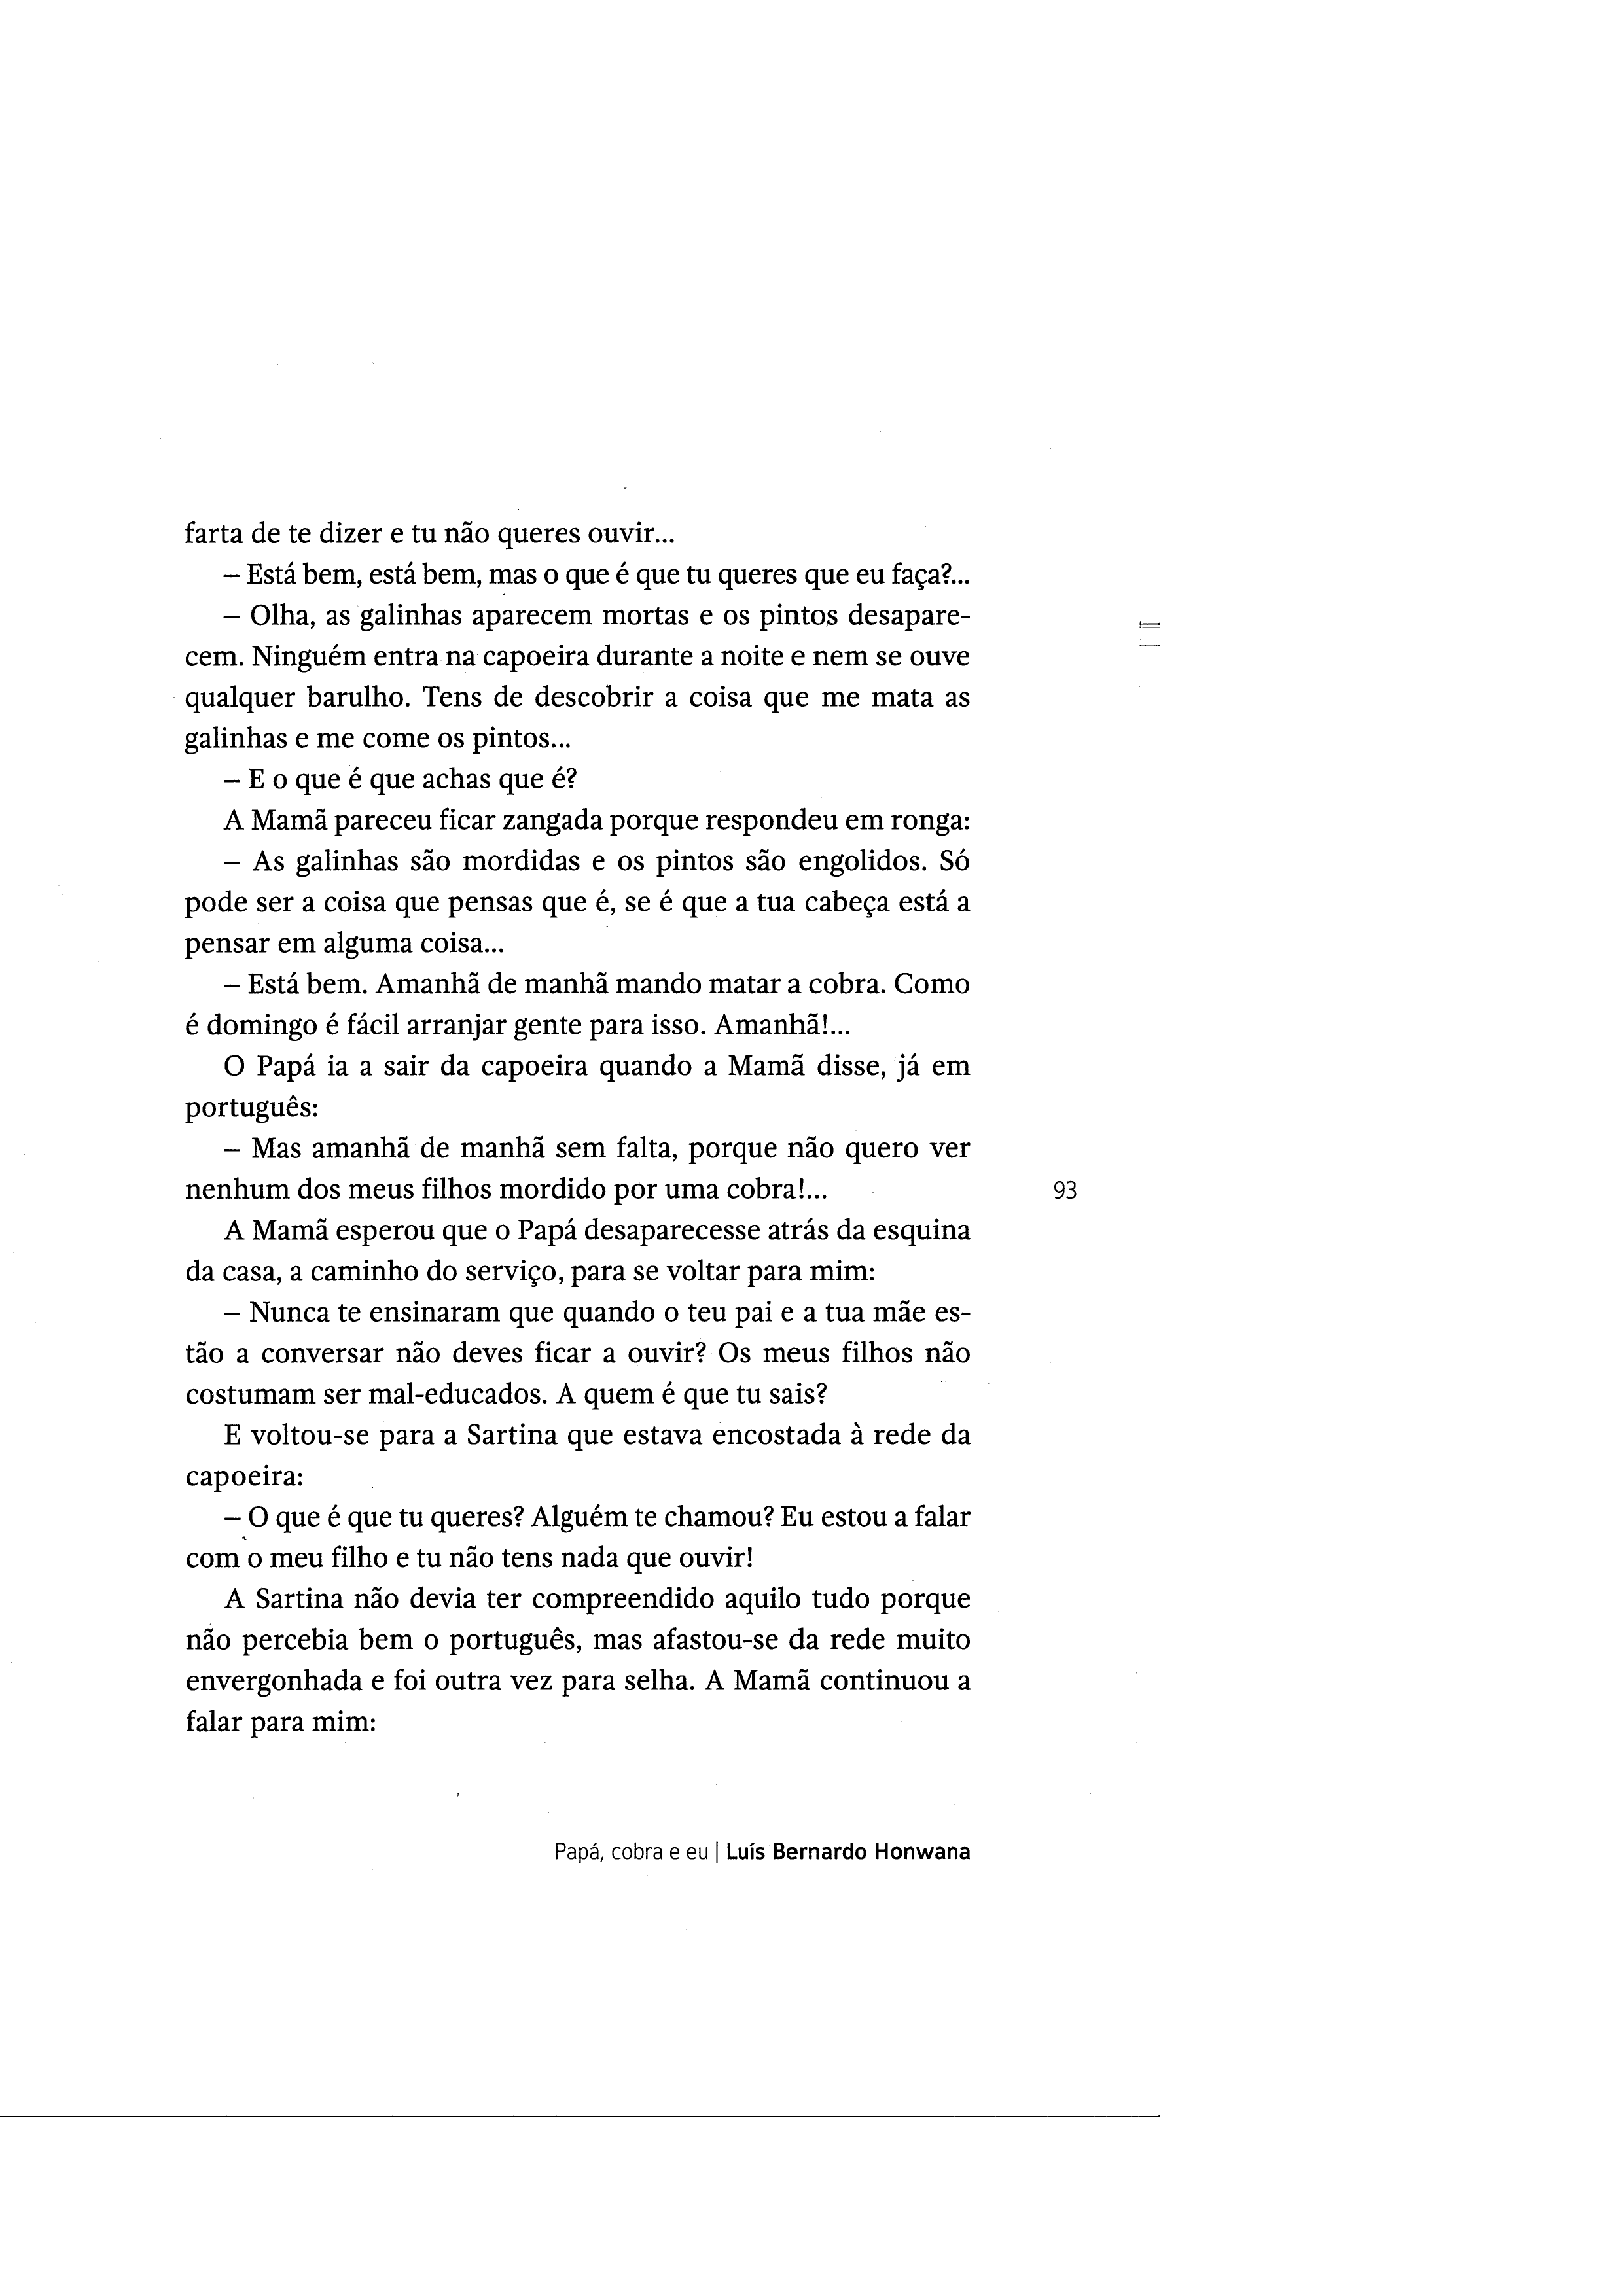 farta de te dizer e tu não queres ouvir...
– Está bem, está bem, mas o que é que tu queres que eu faça?...
– Olha, as galinhas aparecem mortas e os pintos desapare-
cem. Ninguém entra na capoeira durante a noite e nem se ouve
qualquer barulho. Tens de descobrir a coisa que me mata as
galinhas e me come os pintos...
– E o que é que achas que é?
A Mamã pareceu ficar zangada porque respondeu em ronga:
– As galinhas são mordidas e os pintos são engolidos. Só
pode ser a coisa que pensas que é, se é que a tua cabeça está a
pensar em alguma coisa...
– Está bem. Amanhã de manhã mando matar a cobra. Como
é domingo é fácil arranjar gente para isso. Amanhã!...
O Papá ia a sair da capoeira quando a Mamã disse, já em
português:
– Mas amanhã de manhã sem falta, porque não quero ver
nenhum dos meus filhos mordido por uma cobra!...
93
A Mamã esperou que o Papá desaparecesse atrás da esquina
da casa, a caminho do serviço, para se voltar para mim:
– Nunca te ensinaram que quando o teu pai e a tua mãe es-
tão a conversar não deves ficar a ouvir? Os meus filhos não
costumam ser mal-educados. A quem é que tu sais?
E voltou-se para a Sartina que estava encostada à rede da
capoeira:
– O que é que tu queres? Alguém te chamou? Eu estou a falar
com o meu filho e tu não tens nada que ouvir!
A Sartina não devia ter compreendido aquilo tudo porque
não percebia bem o português, mas afastou-se da rede muito
envergonhada e foi outra vez para selha. A Mamã continuou a
falar para mim:
Papá, cobra e eu | Luís Bernardo Honwana